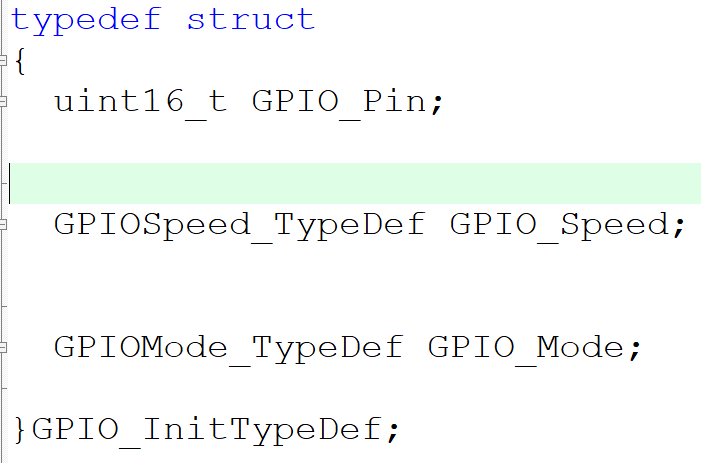 typedef struct
{
uint16_t GPIO_Pin;
GPIOSpeed_TypeDef GPIO_Speed;
GPIOMode_TypeDef GPIO_Mode;
}GPIO_InitTypeDef;